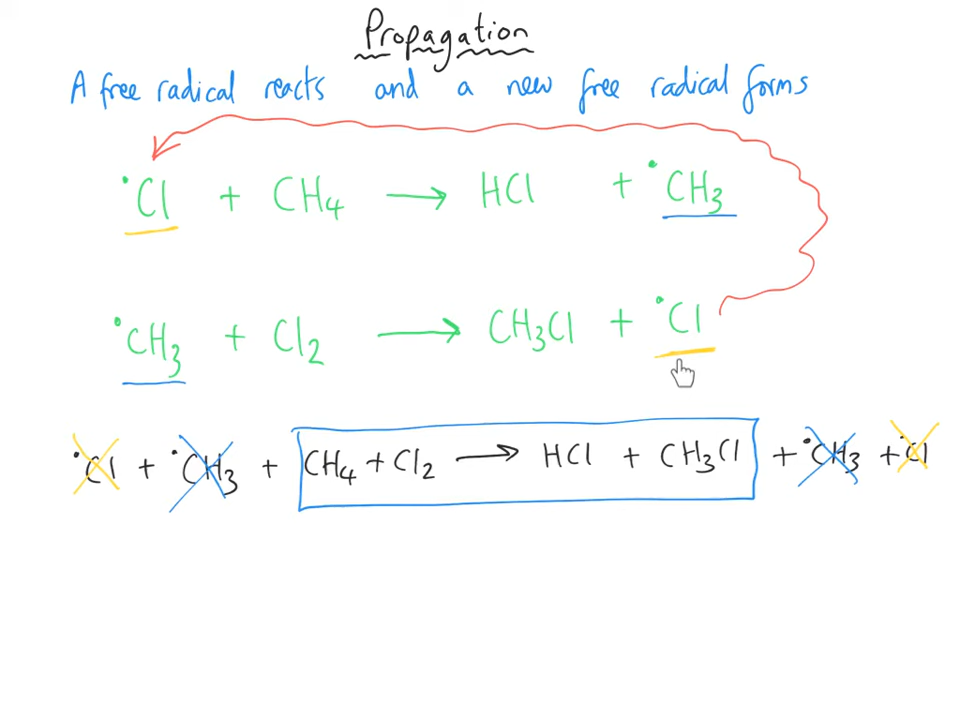 Propagation
A free radical reacts and a new free radical forms
•Cl + CH4 → HCl + •CH3
•CH3 + Cl2 → CH3Cl + •Cl
•Cl + •CH3 + CH4 + Cl2 → HCl + CH3Cl + •CH3 + •Cl